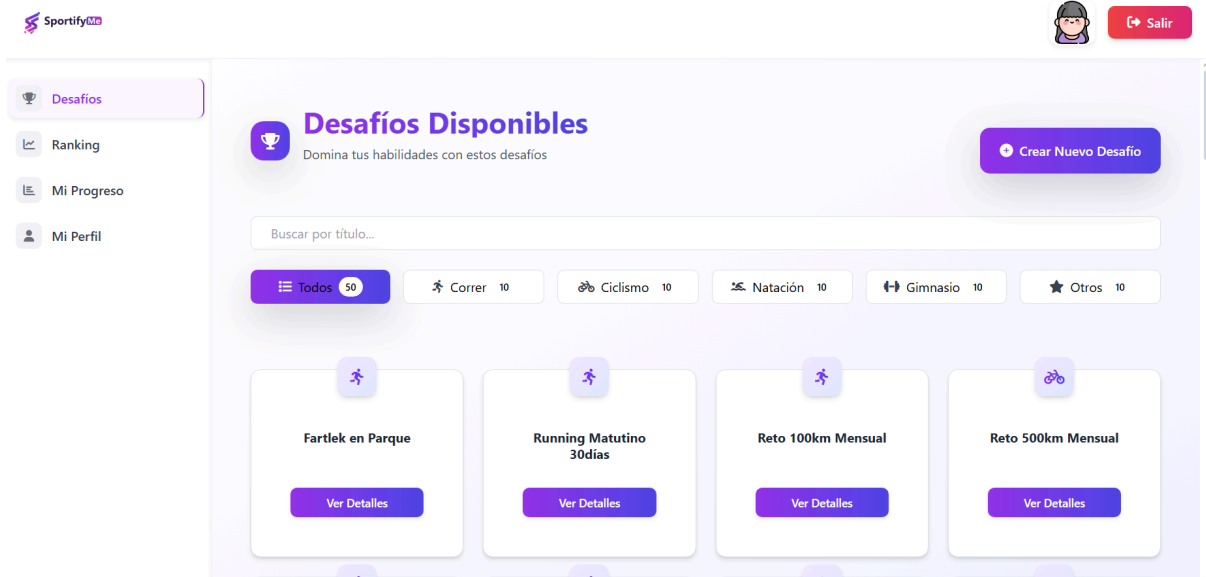 SportifyMe
Salir
Desafíos
Ranking
Mi Progreso
Mi Perfil
Desafíos Disponibles
Domina tus habilidades con estos desafíos
Crear Nuevo Desafío
Buscar por título...
Todos 50
Correr 10
Ciclismo 10
Natación 10
Gimnasio 10
Otros 10
Fartlek en Parque
Ver Detalles
Running Matutino
30días
Ver Detalles
Reto 100km Mensual
Ver Detalles
Reto 500km Mensual
Ver Detalles